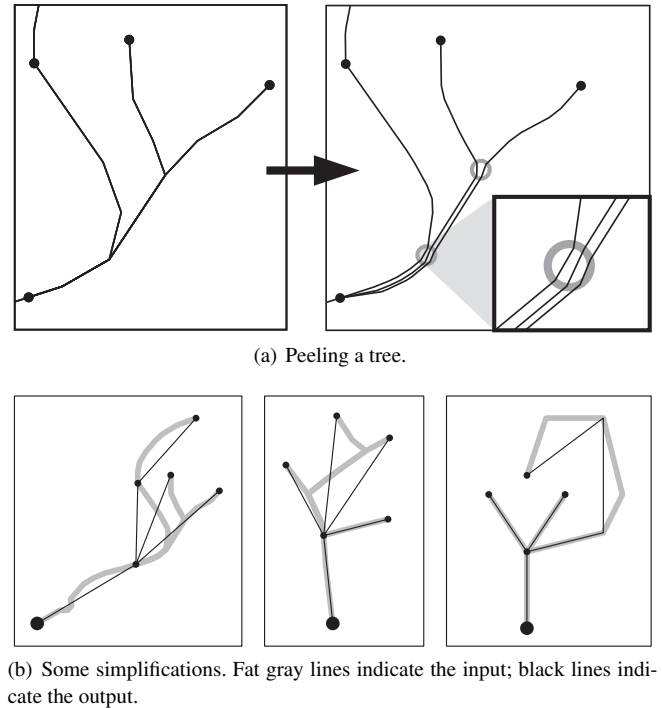 (a) Peeling a tree.
(b) Some simplifications. Fat gray lines indicate the input; black lines indi-
cate the output.